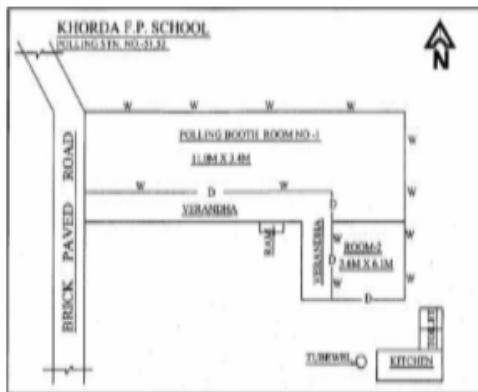 KHORDA F.P. SCHOOL
POLLING STN. NO.-51,52
N
W W W W
POLLING BOOTH ROOM NO -1
11.0M X 3.4M
W
W D W
W
D
VERANDHA
BRICK PAVED ROAD
RAM
VERANDHA
W
W
ROOM-2
D
3.4M X 6.1M
W
W
W
D
TOILET
TUBEWEL
KITCHEN